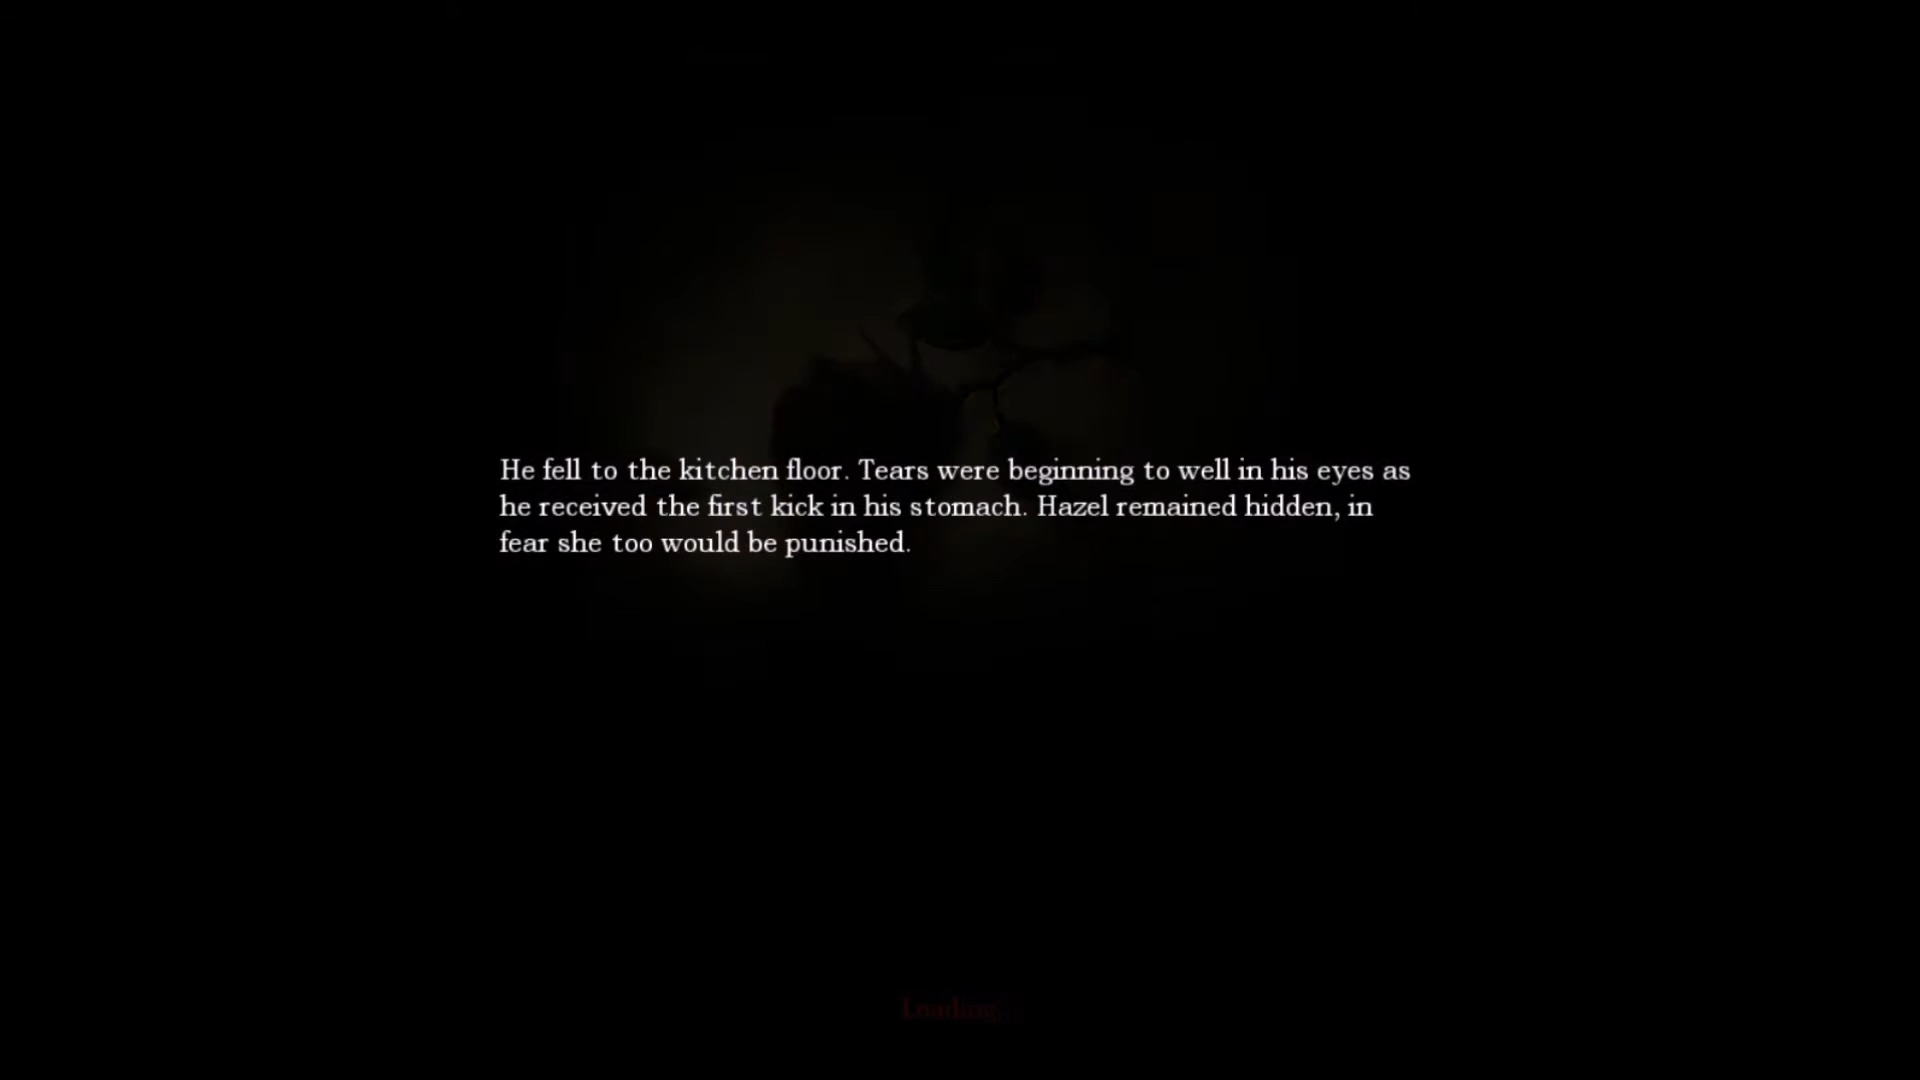 He fell to the kitchen floor. Tears were beginning to well in his eyes as
he received the first kick in his stomach. Hazel remained hidden, in
fear she too would be punished.
Loading...